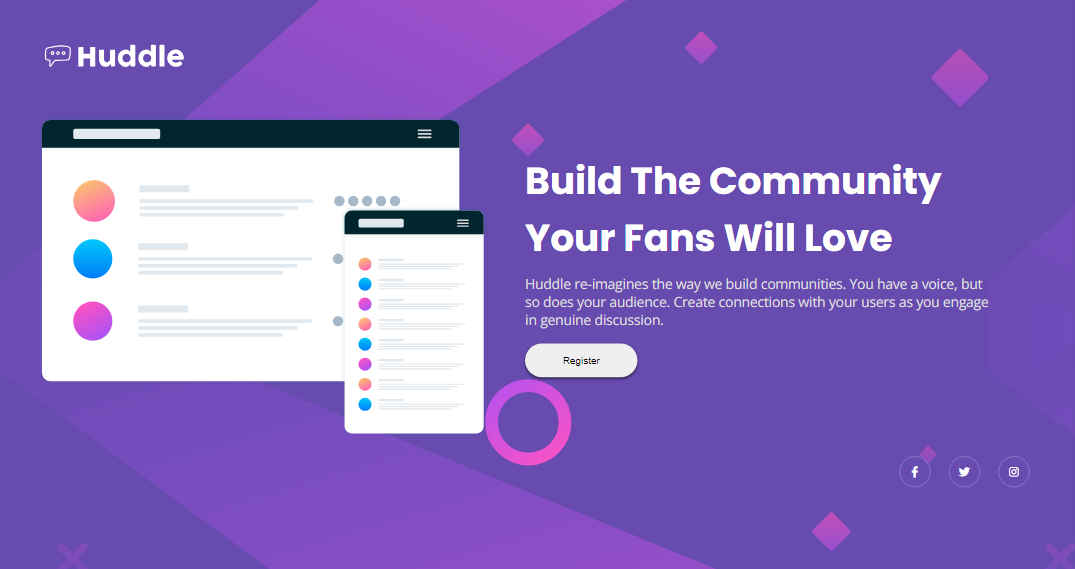 Huddle
Build The Community
Your Fans Will Love
Huddle re-imagines the way we build communities. You have a voice, but
so does your audience. Create connections with your users as you engage
in genuine discussion.
Register